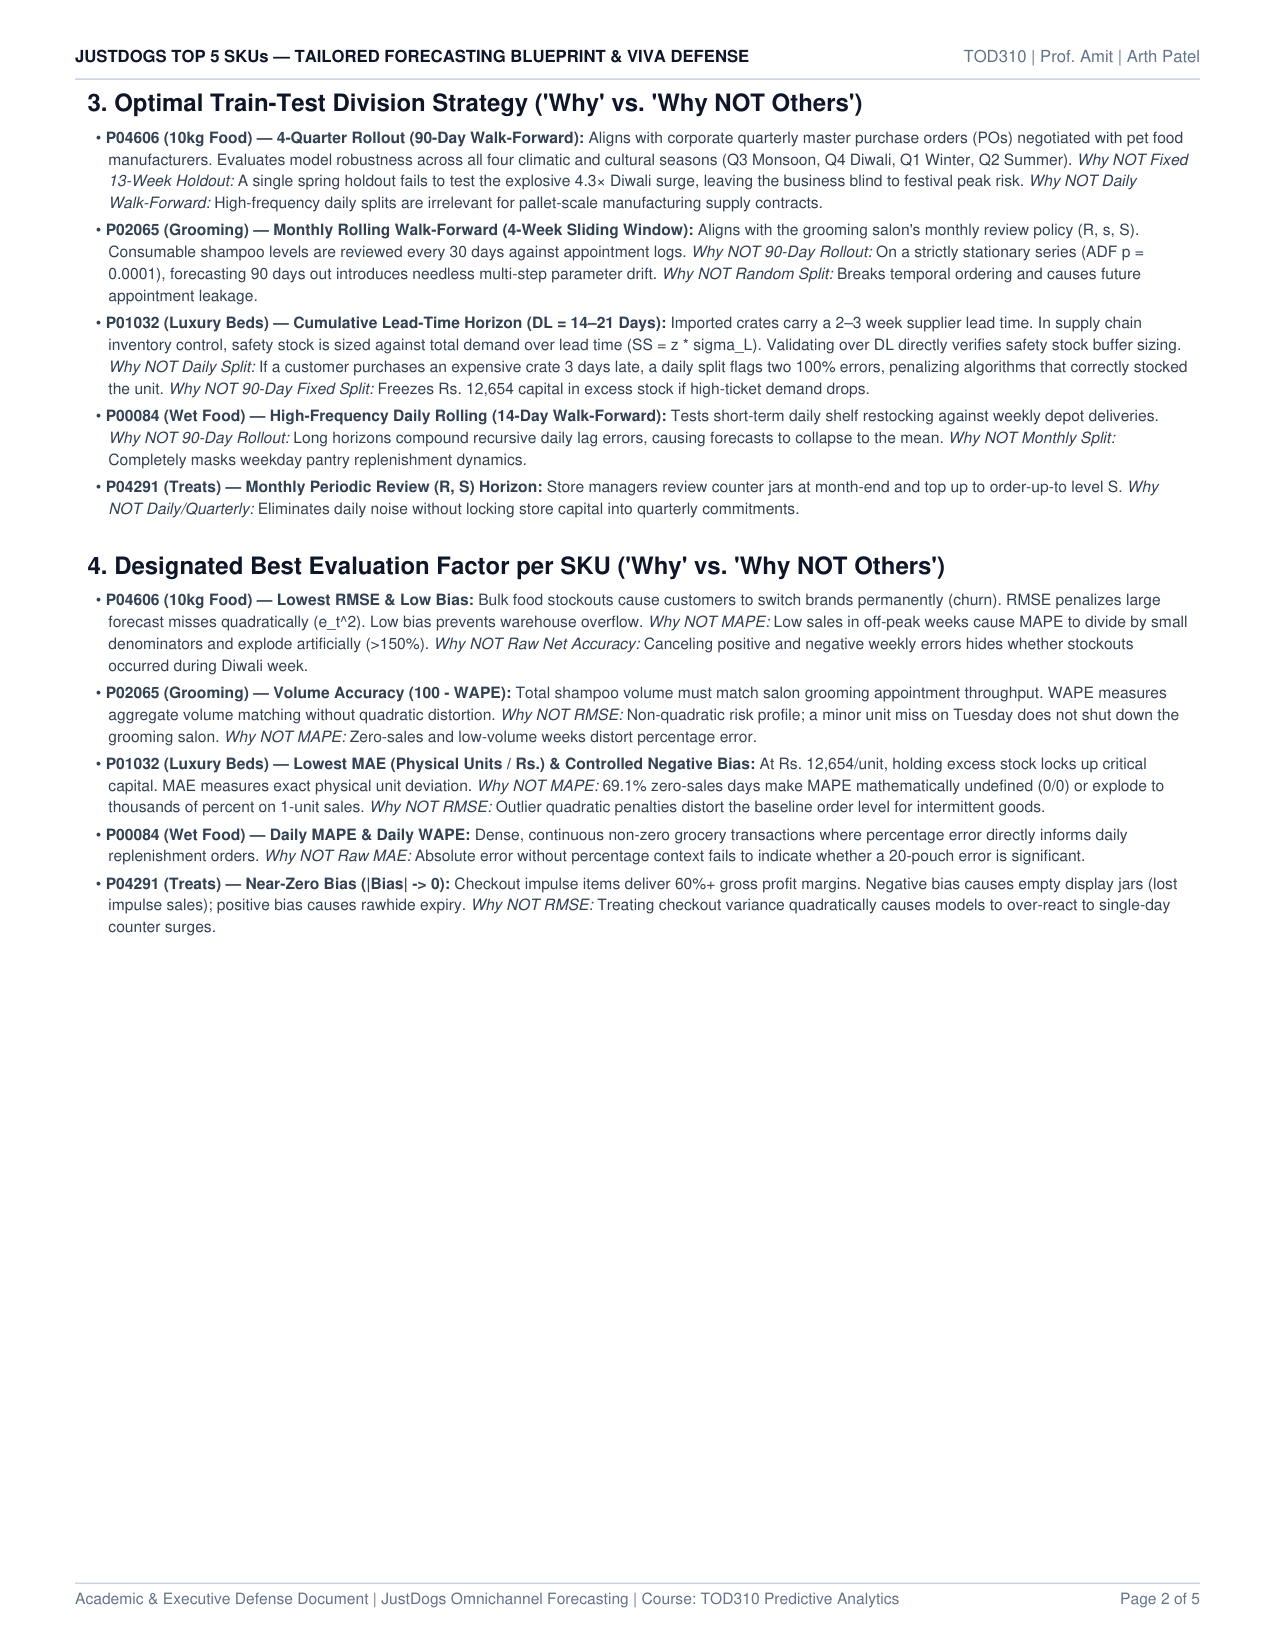 JUSTDOGS TOP 5 SKUs — TAILORED FORECASTING BLUEPRINT & VIVA DEFENSE
TOD310 | Prof. Amit | Arth Patel
3. Optimal Train-Test Division Strategy ('Why' vs. 'Why NOT Others')
• P04606 (10kg Food) — 4-Quarter Rollout (90-Day Walk-Forward): Aligns with corporate quarterly master purchase orders (POs) negotiated with pet food
manufacturers. Evaluates model robustness across all four climatic and cultural seasons (Q3 Monsoon, Q4 Diwali, Q1 Winter, Q2 Summer). Why NOT Fixed
13-Week Holdout: A single spring holdout fails to test the explosive 4.3× Diwali surge, leaving the business blind to festival peak risk. Why NOT Daily
Walk-Forward: High-frequency daily splits are irrelevant for pallet-scale manufacturing supply contracts.
• P02065 (Grooming) — Monthly Rolling Walk-Forward (4-Week Sliding Window): Aligns with the grooming salon's monthly review policy (R, s, S).
Consumable shampoo levels are reviewed every 30 days against appointment logs. Why NOT 90-Day Rollout: On a strictly stationary series (ADF p =
0.0001), forecasting 90 days out introduces needless multi-step parameter drift. Why NOT Random Split: Breaks temporal ordering and causes future
appointment leakage.
• P01032 (Luxury Beds) — Cumulative Lead-Time Horizon (DL = 14–21 Days): Imported crates carry a 2–3 week supplier lead time. In supply chain
inventory control, safety stock is sized against total demand over lead time (SS = z * sigma_L). Validating over DL directly verifies safety stock buffer sizing.
Why NOT Daily Split: If a customer purchases an expensive crate 3 days late, a daily split flags two 100% errors, penalizing algorithms that correctly stocked
the unit. Why NOT 90-Day Fixed Split: Freezes Rs. 12,654 capital in excess stock if high-ticket demand drops.
• P00084 (Wet Food) — High-Frequency Daily Rolling (14-Day Walk-Forward): Tests short-term daily shelf restocking against weekly depot deliveries.
Why NOT 90-Day Rollout: Long horizons compound recursive daily lag errors, causing forecasts to collapse to the mean. Why NOT Monthly Split:
Completely masks weekday pantry replenishment dynamics.
• P04291 (Treats) — Monthly Periodic Review (R, S) Horizon: Store managers review counter jars at month-end and top up to order-up-to level S. Why
NOT Daily/Quarterly: Eliminates daily noise without locking store capital into quarterly commitments.
4. Designated Best Evaluation Factor per SKU ('Why' vs. 'Why NOT Others')
• P04606 (10kg Food) — Lowest RMSE & Low Bias: Bulk food stockouts cause customers to switch brands permanently (churn). RMSE penalizes large
forecast misses quadratically (e_t^2). Low bias prevents warehouse overflow. Why NOT MAPE: Low sales in off-peak weeks cause MAPE to divide by small
denominators and explode artificially (>150%). Why NOT Raw Net Accuracy: Canceling positive and negative weekly errors hides whether stockouts
occurred during Diwali week.
• P02065 (Grooming) — Volume Accuracy (100 - WAPE): Total shampoo volume must match salon grooming appointment throughput. WAPE measures
aggregate volume matching without quadratic distortion. Why NOT RMSE: Non-quadratic risk profile; a minor unit miss on Tuesday does not shut down the
grooming salon. Why NOT MAPE: Zero-sales and low-volume weeks distort percentage error.
• P01032 (Luxury Beds) — Lowest MAE (Physical Units / Rs.) & Controlled Negative Bias: At Rs. 12,654/unit, holding excess stock locks up critical
capital. MAE measures exact physical unit deviation. Why NOT MAPE: 69.1% zero-sales days make MAPE mathematically undefined (0/0) or explode to
thousands of percent on 1-unit sales. Why NOT RMSE: Outlier quadratic penalties distort the baseline order level for intermittent goods.
• P00084 (Wet Food) — Daily MAPE & Daily WAPE: Dense, continuous non-zero grocery transactions where percentage error directly informs daily
replenishment orders. Why NOT Raw MAE: Absolute error without percentage context fails to indicate whether a 20-pouch error is significant.
• P04291 (Treats) — Near-Zero Bias (|Bias| -> 0): Checkout impulse items deliver 60%+ gross profit margins. Negative bias causes empty display jars (lost
impulse sales); positive bias causes rawhide expiry. Why NOT RMSE: Treating checkout variance quadratically causes models to over-react to single-day
counter surges.
Academic & Executive Defense Document | JustDogs Omnichannel Forecasting | Course: TOD310 Predictive Analytics
Page 2 of 5